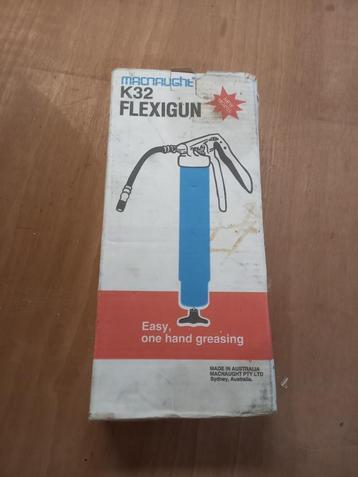 macnaught
K32
FLEXIGUN
Easy,
one hand greasing
MADE IN AUSTRALIA
MACNAUGHT PTY LTD
Sydney, Australia.